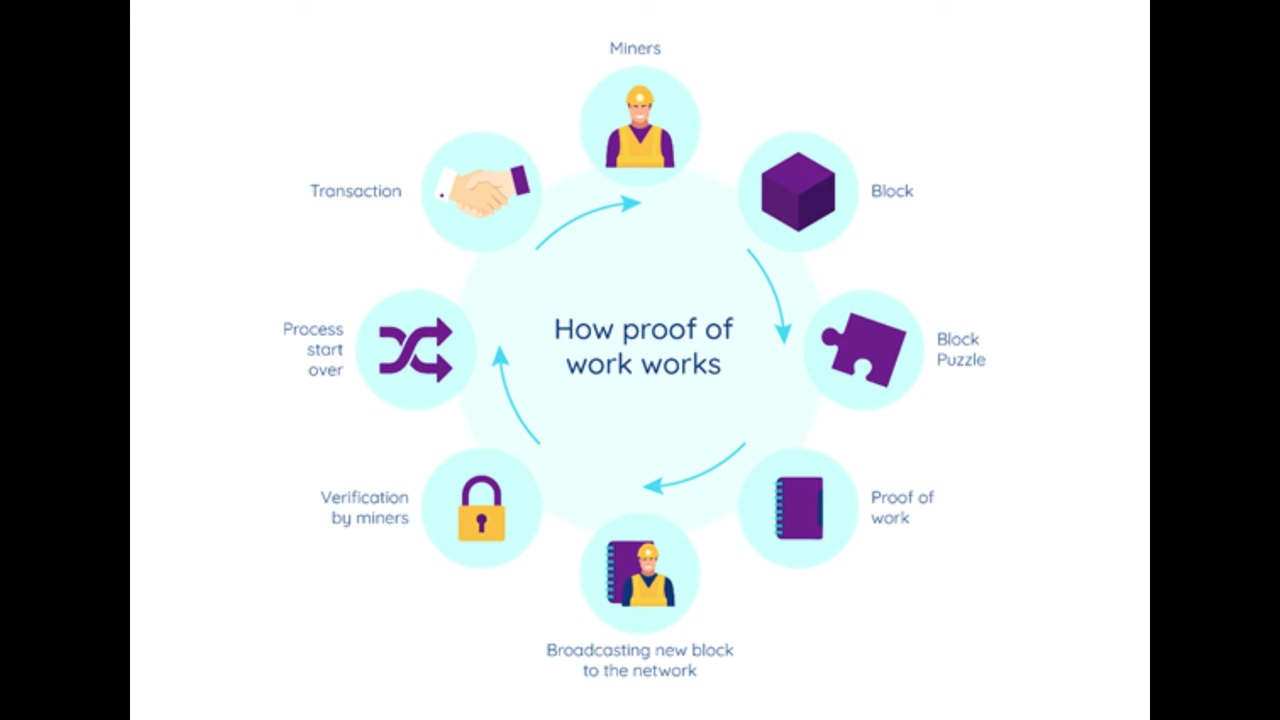 Miners
Transaction
Block
How proof of
work works
Process
start
over
Block
Puzzle
Verification
by miners
Proof of
work
Broadcasting new block
to the network